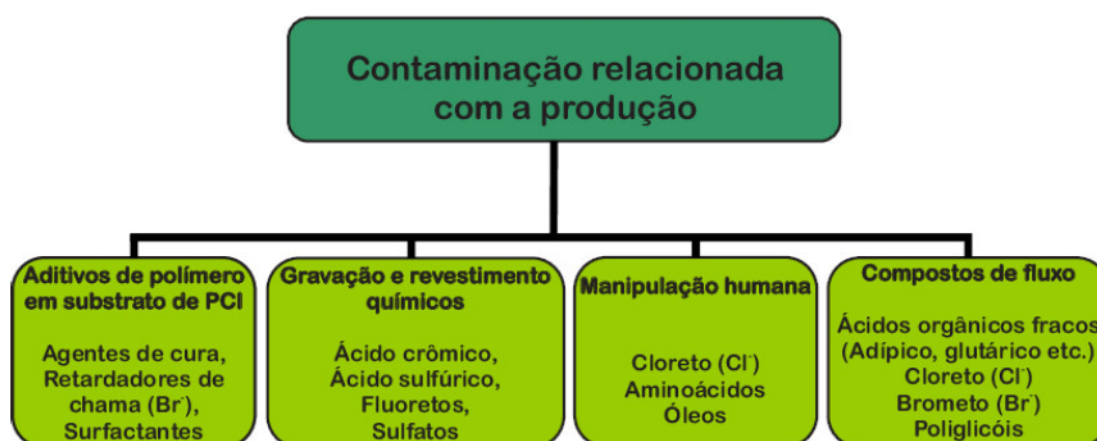 Contaminação relacionada
com a produção
Aditivos de polímero
em substrato de PCI
Agentes de cura,
Retardadores de
chama (Br⁻),
Surfactantes
Gravação e revestimento
químicos
Ácido crômico,
Ácido sulfúrico,
Fluoretos,
Sulfatos
Manipulação humana
Cloreto (Cl⁻)
Aminoácidos
Óleos
Compostos de fluxo
Ácidos orgânicos fracos
(Adípico, glutárico etc.)
Cloreto (Cl⁻)
Brometo (Br⁻)
Poliglicóis